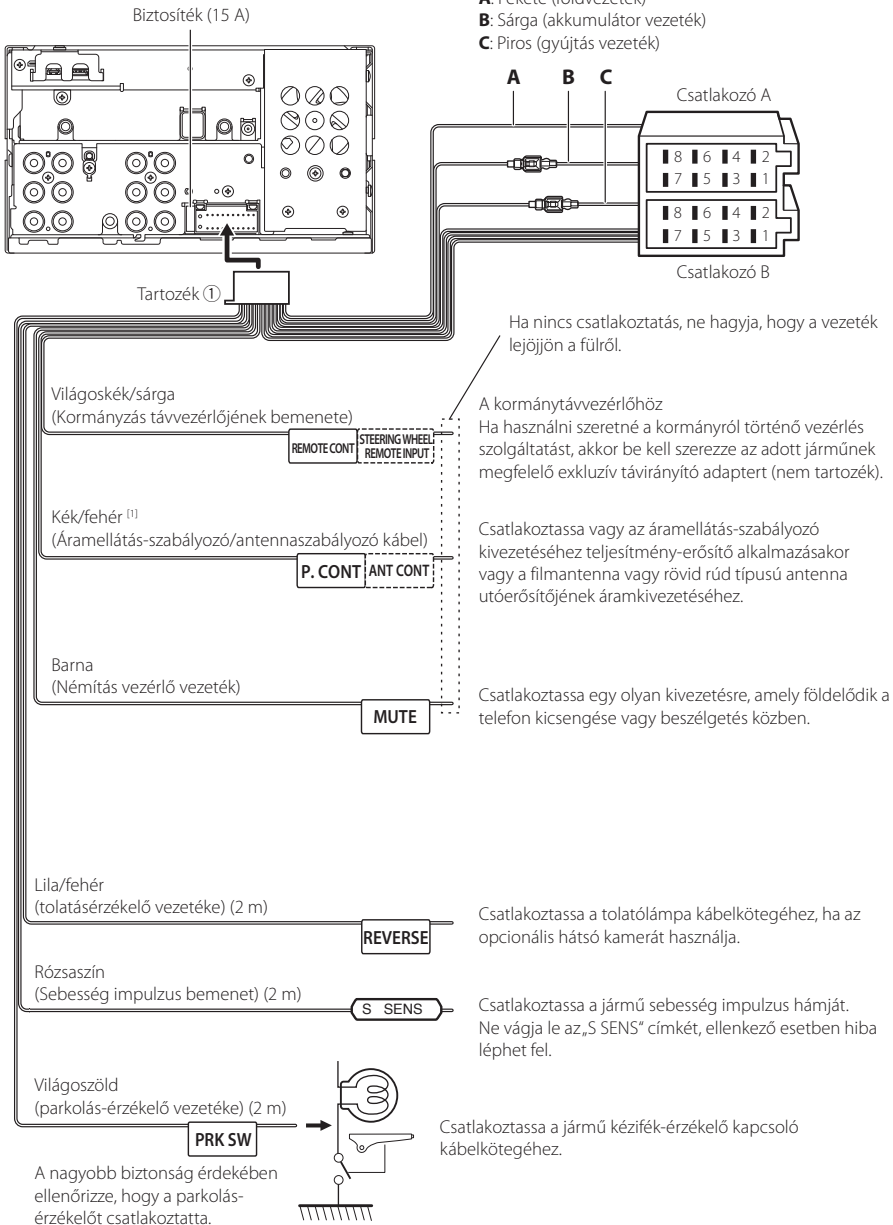 Biztosíték (15 A)
A: Fekete (földvezeték)
B: Sárga (akkumulátor vezeték)
C: Piros (gyújtás vezeték)
A B C
Csatlakozó A
8 6 4 2
7 5 3 1
8 6 4 2
7 5 3 1
Csatlakozó B
Tartozék ①
Ha nincs csatlakoztatás, ne hagyja, hogy a vezeték
lejöjjön a fülről.
Világoskék/sárga
(Kormányzás távvezérlőjének bemenete)
REMOTE CONT
STEERING WHEEL
REMOTE INPUT
A kormánytávvezérlőhöz
Ha használni szeretné a kormányról történő vezérlés
szolgáltatást, akkor be kell szerezze az adott járműnek
megfelelő exkluzív távirányító adaptert (nem tartozék).
Kék/fehér [1]
(Áramellátás-szabályozó/antennaszabályozó kábel)
P. CONT ANT CONT
Csatlakoztassa vagy az áramellátás-szabályozó
kivezetéséhez teljesítmény-erősítő alkalmazásakor
vagy a filmantenna vagy rövid rúd típusú antenna
utóerősítőjének áramkivezetéséhez.
Barna
(Némítás vezérlő vezeték)
MUTE
Csatlakoztassa egy olyan kivezetésre, amely földelődik a
telefon kicsengése vagy beszélgetés közben.
Lila/fehér
(tolatásérzékelő vezetéke) (2 m)
REVERSE
Csatlakoztassa a tolatólámpa kábelkötegéhez, ha az
opcionális hátsó kamerát használja.
Rózsaszín
(Sebesség impulzus bemenet) (2 m)
S SENS
Csatlakoztassa a jármű sebesség impulzus hámját.
Ne vágja le az „S SENS” címkét, ellenkező esetben hiba
léphet fel.
Világoszöld
(parkolás-érzékelő vezetéke) (2 m)
PRK SW
Csatlakoztassa a jármű kézifék-érzékelő kapcsoló
kábelkötegéhez.
A nagyobb biztonság érdekében
ellenőrizze, hogy a parkolás-
érzékelőt csatlakoztatta.